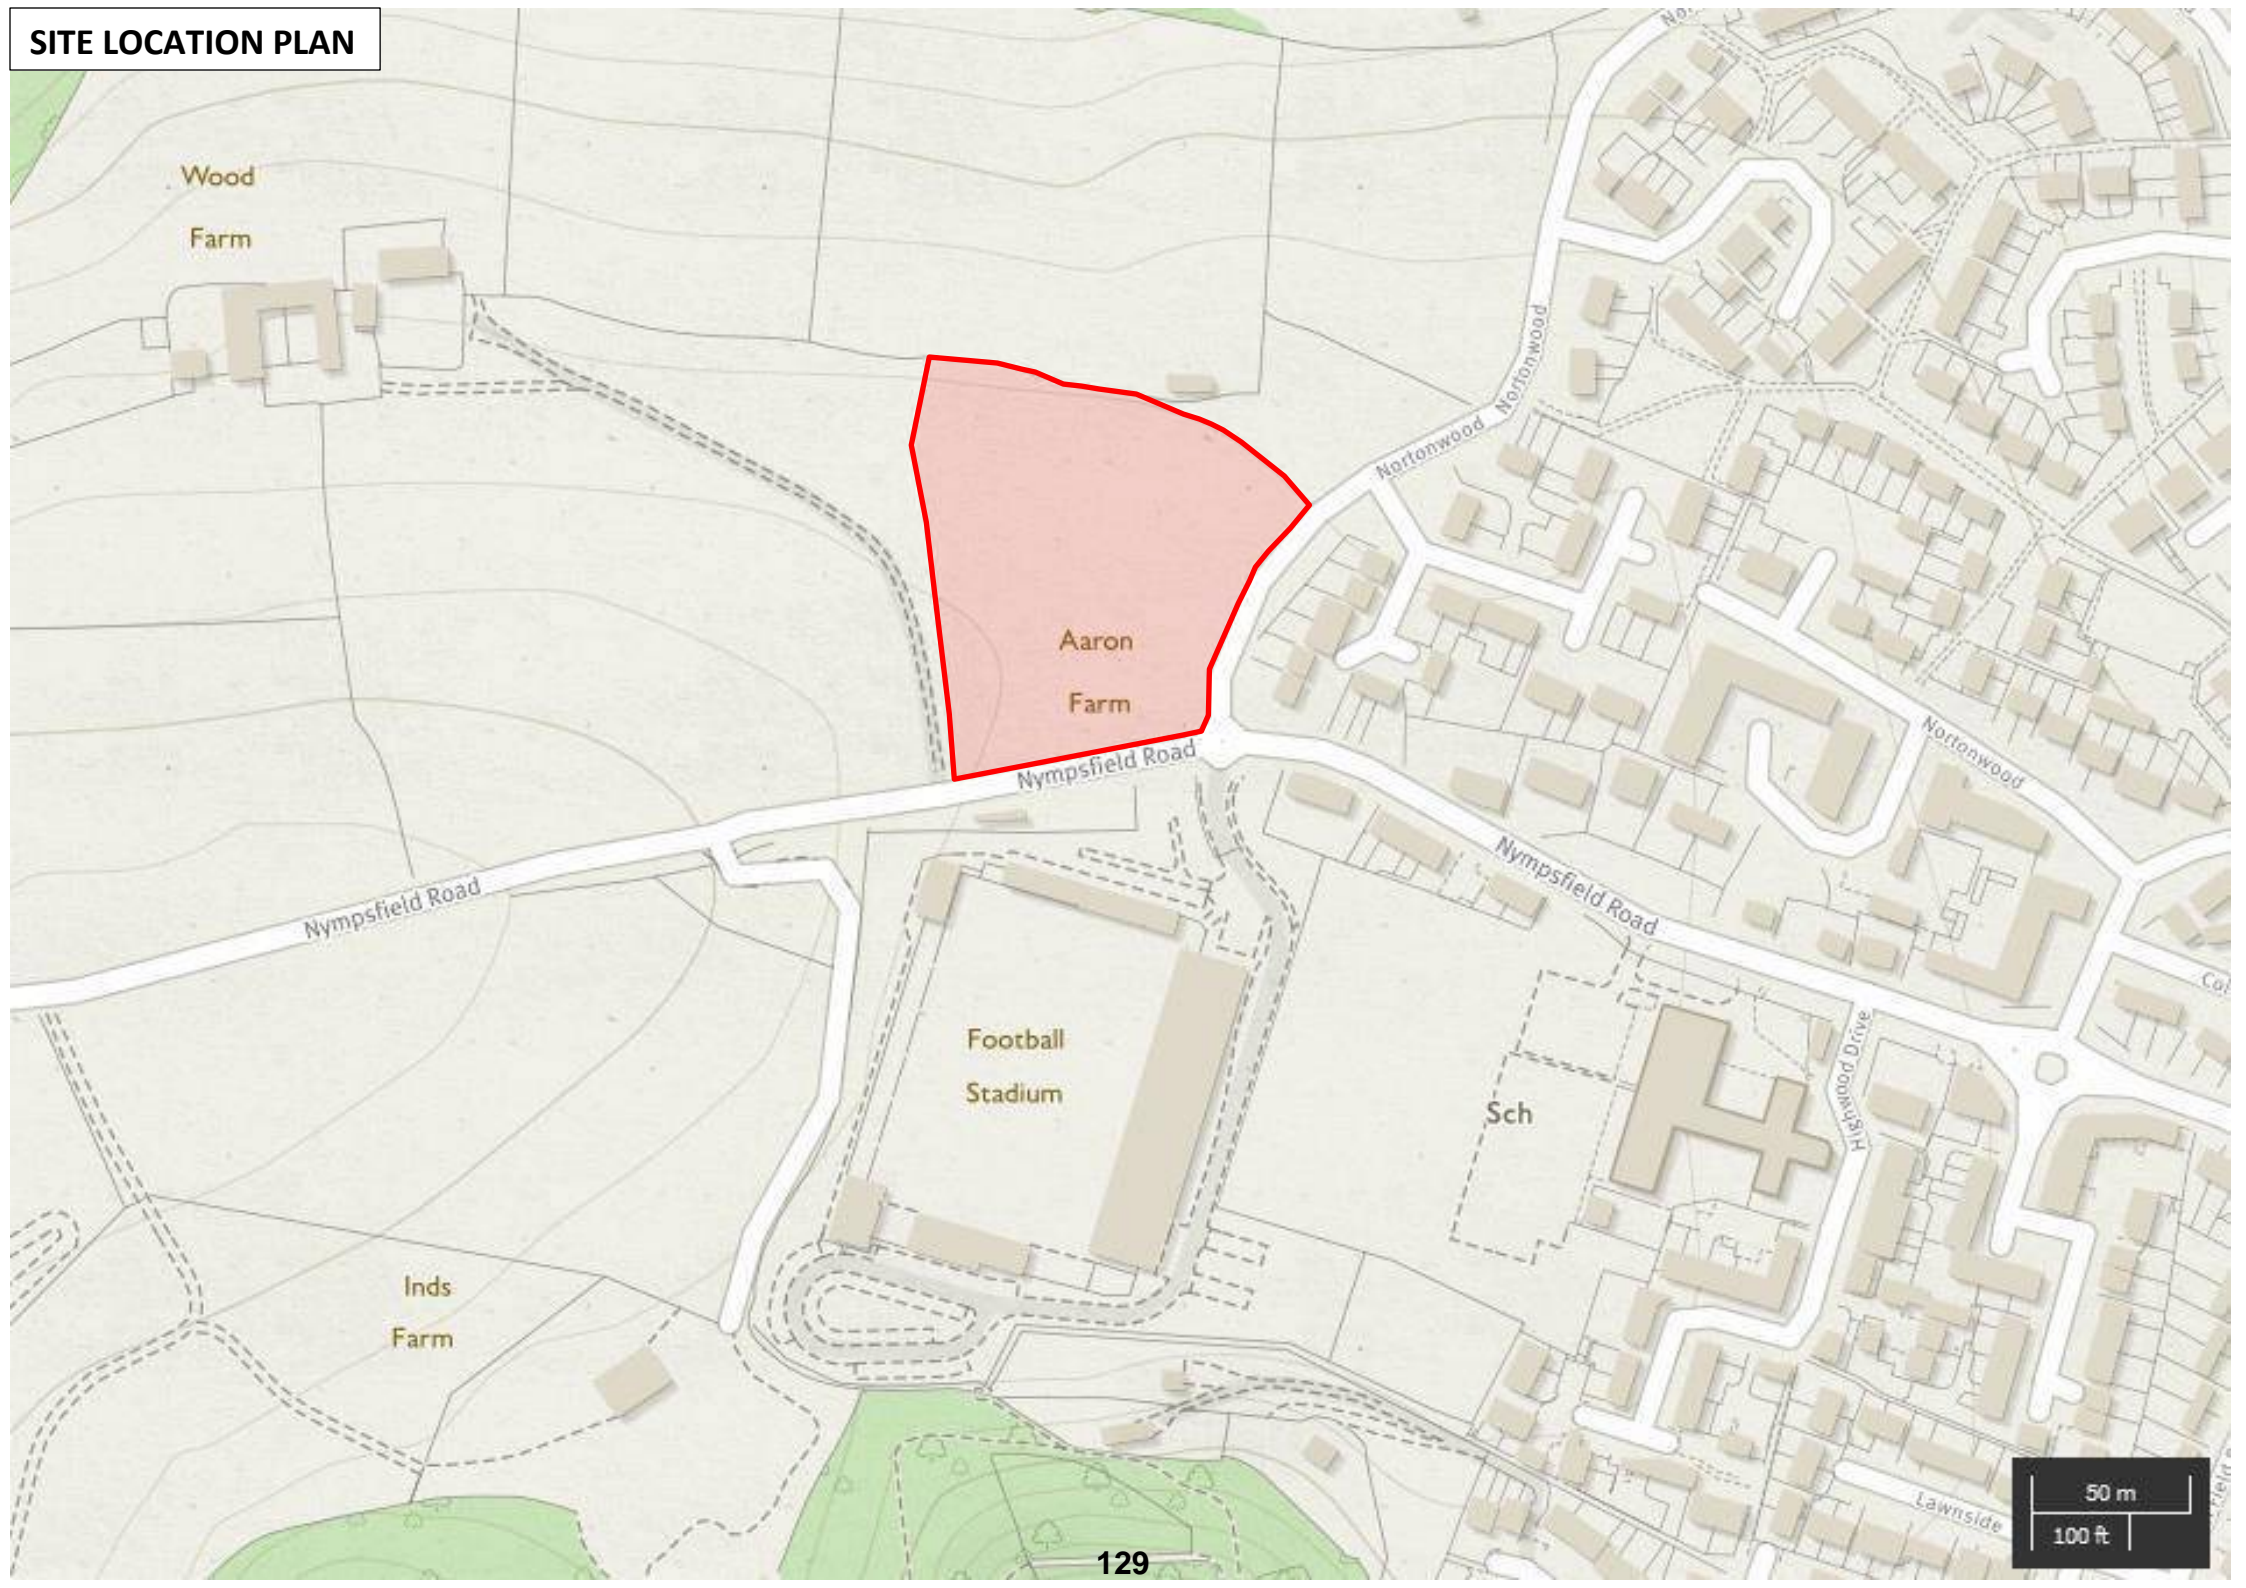 SITE LOCATION PLAN
Wood
Farm
Nortonwood
Nortonwood
Nortonwood
Aaron
Farm
Nympsfield Road
Nortonwood
Nympsfield Road
Nympsfield Road
Football
Stadium
Highwood Drive
Sch
Inds
Farm
Lawnside
50 m
100 ft
129